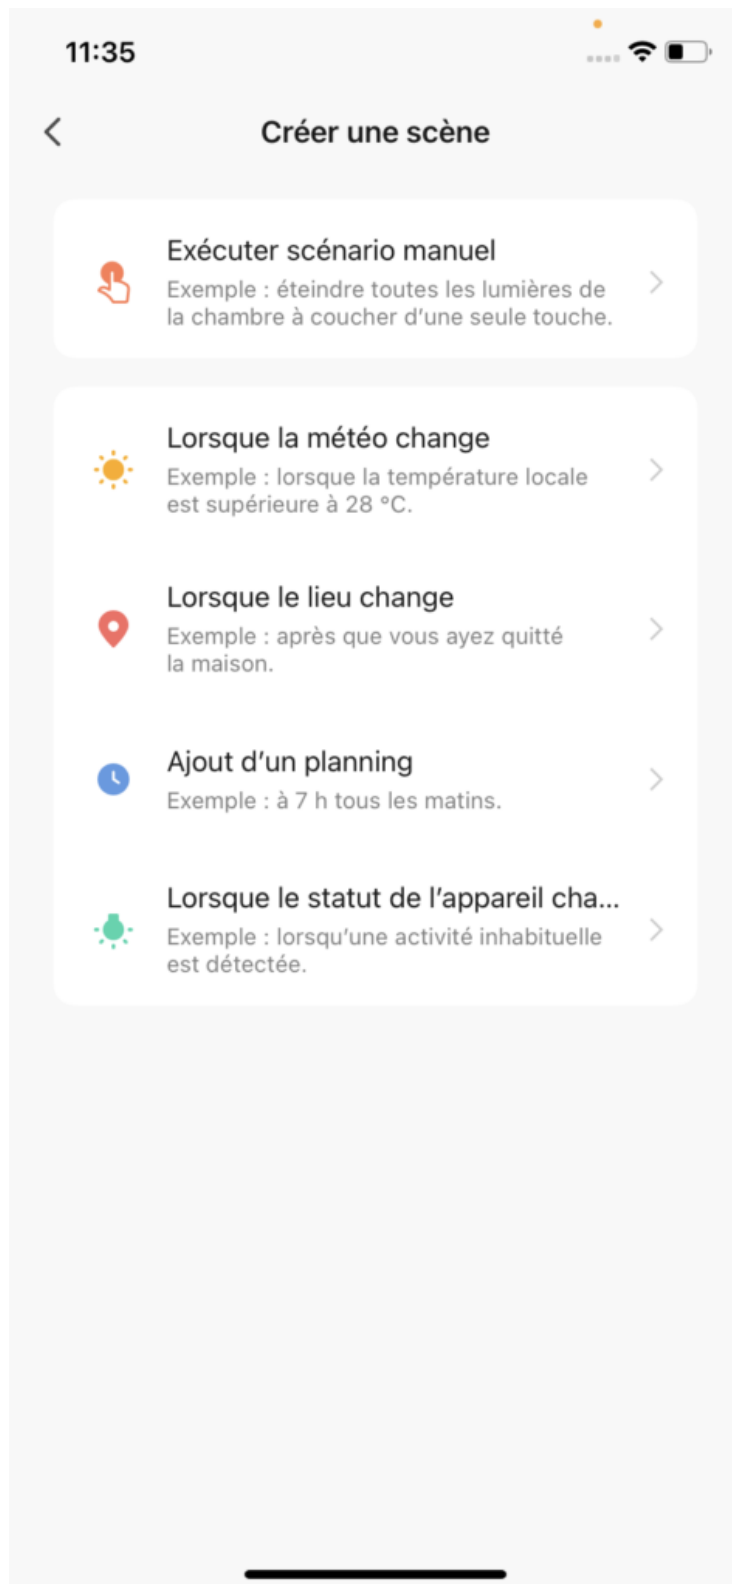 11:35
Créer une scène
Exécuter scénario manuel
Exemple : éteindre toutes les lumières de
la chambre à coucher d’une seule touche.
Lorsque la météo change
Exemple : lorsque la température locale
est supérieure à 28 °C.
Lorsque le lieu change
Exemple : après que vous ayez quitté
la maison.
Ajout d’un planning
Exemple : à 7 h tous les matins.
Lorsque le statut de l’appareil cha...
Exemple : lorsqu’une activité inhabituelle
est détectée.